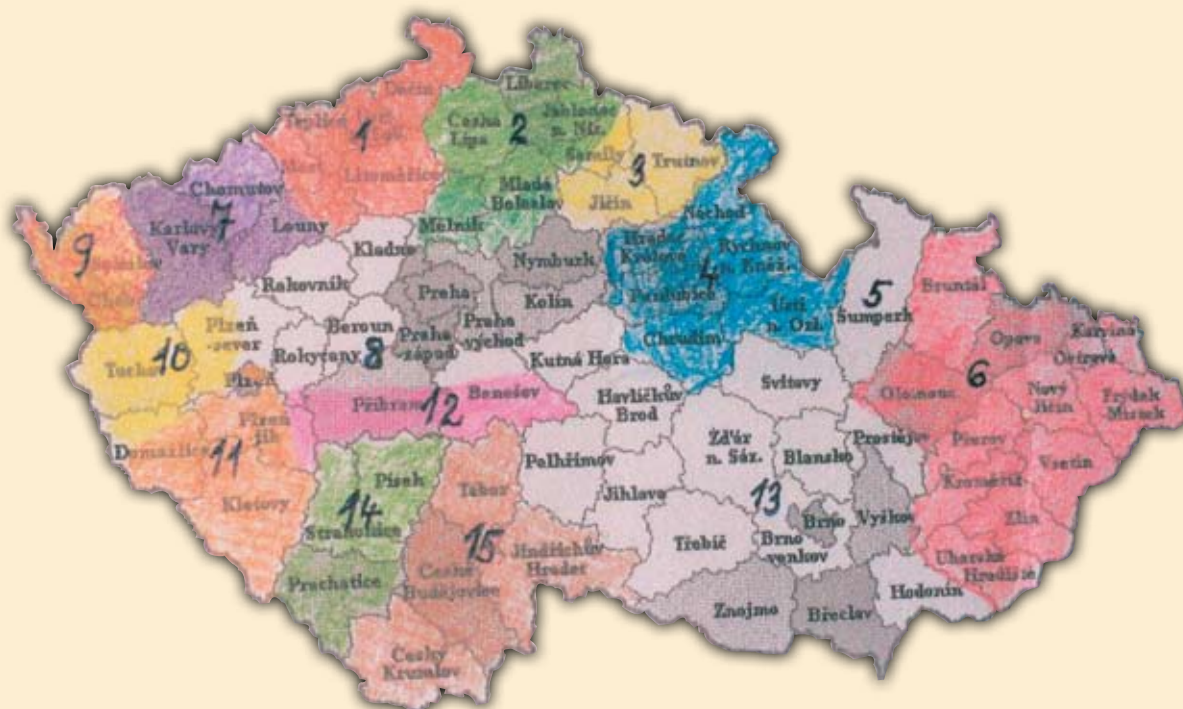 Děčín
Liberec
Teplice
1
Česká
Lípa
2
Jablonec
n. Nis.
Most
Litoměřice
Semily
3
Trutnov
Chomutov
7
Mladá
Boleslav
Jičín
Náchod
9
Karlovy
Vary
Louny
Mělník
Kladno
Nymburk
Hradec
Králové
4
Rychnov
n. Kněž.
Cheb
Rakovník
Praha
Kolín
Pardubice
Ústí
n. Orl.
5
Šumperk
Bruntál
Plzeň
-sever
10
Beroun
8
Praha
západ
Praha
východ
Chrudim
Opava
Karviná
Ostrava
Tachov
Rokycany
Kutná Hora
Svitavy
6
Olomouc
Nový
Jičín
Frýdek
Místek
Plzeň
Příbram
12
Benešov
Havlíčkův
Brod
Domažlice
11
Plzeň
jih
Žďár
n. Sáz.
Blansko
Prostějov
Přerov
Vsetín
Klatovy
Písek
Tábor
Pelhřimov
Jihlava
13
Kroměříž
Strakonice
14
15
Jindřichův
Hradec
Třebíč
Brno
Brno
venkov
Vyškov
Zlín
Prachatice
České
Budějovice
Uherské
Hradiště
Znojmo
Břeclav
Hodonín
Český
Krumlov